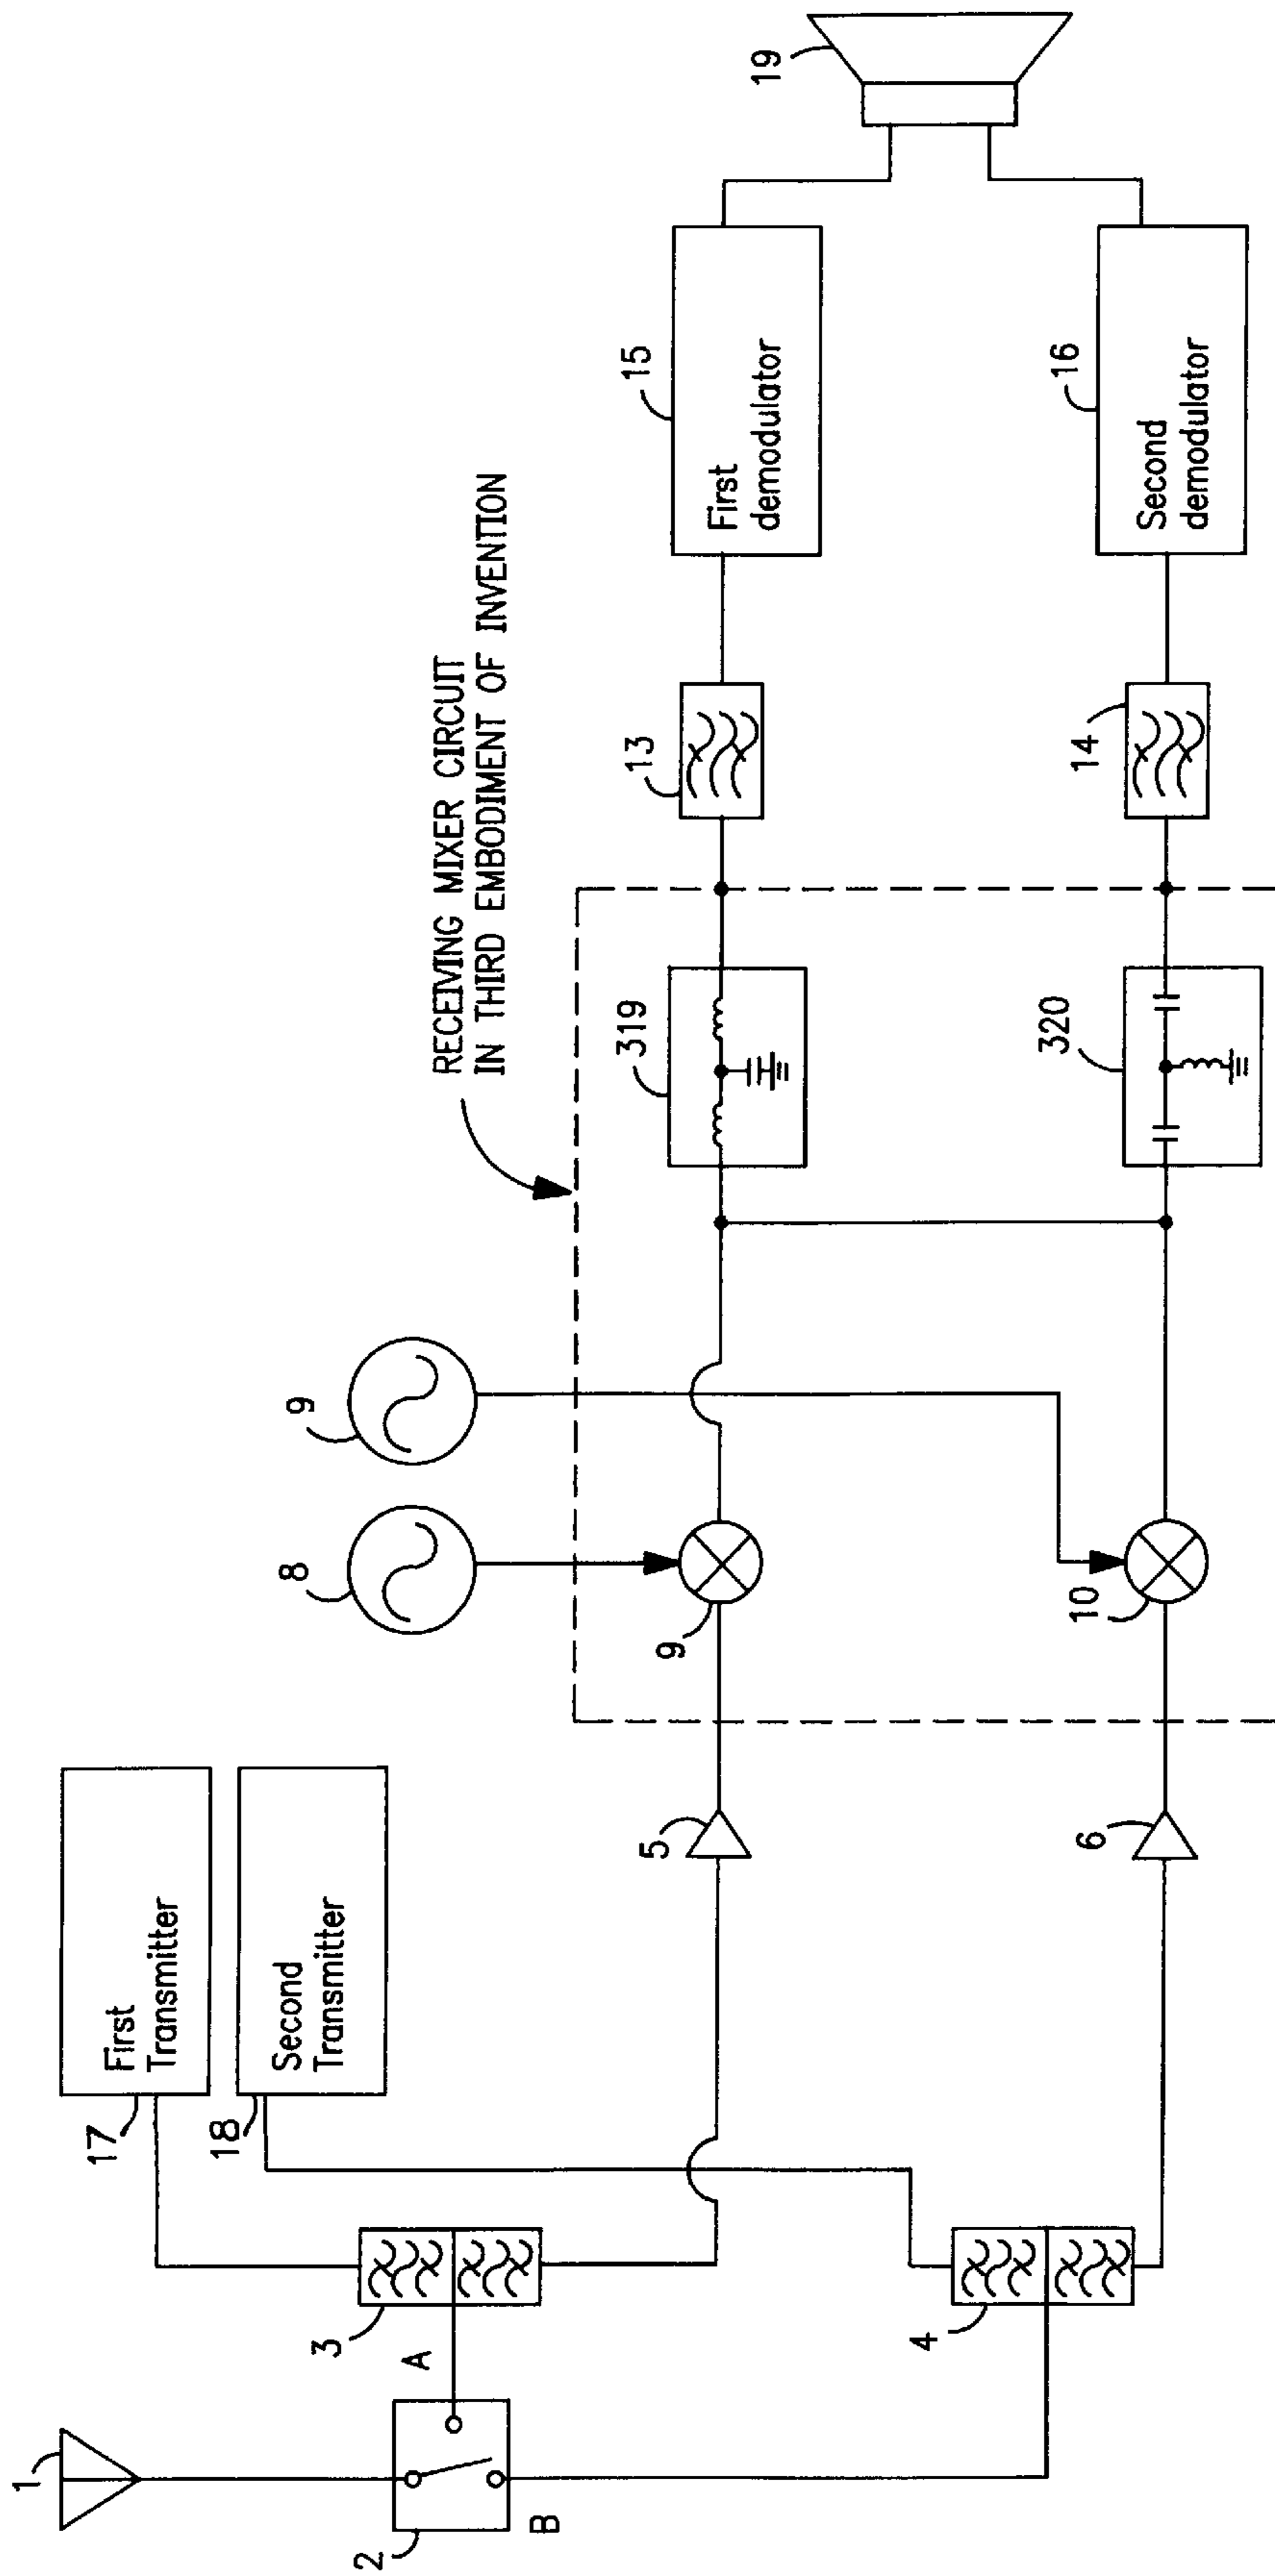 1
2
A
B
3
4
17
First
Transmitter
18
Second
Transmitter
5
6
8
9
9
10
RECEIVING MIXER CIRCUIT
IN THIRD EMBODIMENT OF INVENTION
319
320
13
14
15
First
demodulator
16
Second
demodulator
19